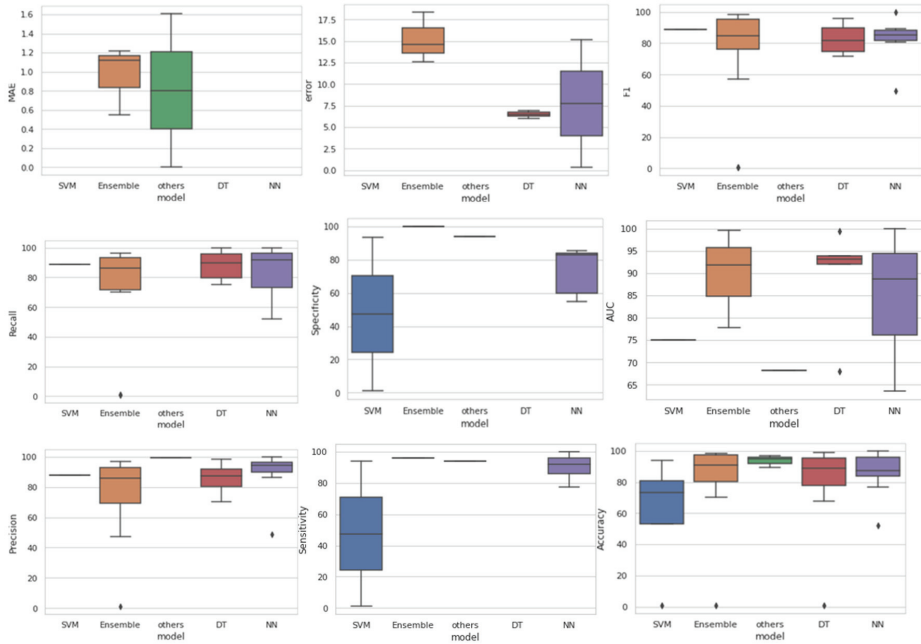 1.6
1.4
1.2
1.0
0.8
0.6
0.4
0.2
0.0
MAE
SVM Ensemble others DT NN
model
17.5
15.0
12.5
10.0
7.5
5.0
2.5
0.0
error
SVM Ensemble others DT NN
model
100
80
60
40
20
0
F1
SVM Ensemble others DT NN
model
100
80
60
40
20
0
Recall
SVM Ensemble others DT NN
model
100
80
60
40
20
0
Specificity
SVM Ensemble others DT NN
model
100
95
90
85
80
75
70
65
AUC
SVM Ensemble others DT NN
model
100
80
60
40
20
0
Precision
SVM Ensemble others DT NN
model
100
80
60
40
20
0
Sensitivity
SVM Ensemble others DT NN
model
100
80
60
40
20
0
Accuracy
SVM Ensemble others DT NN
model